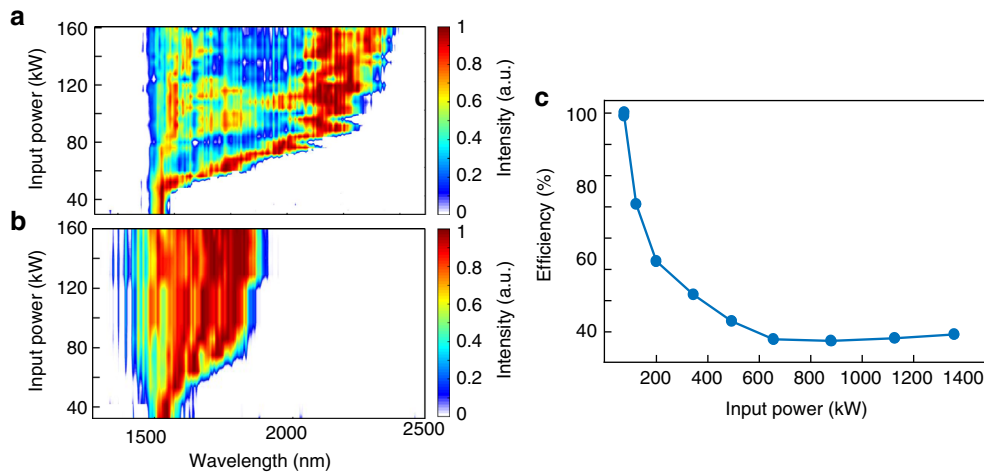 a
160
120
80
40
Input power (kW)
1
0.8
0.6
0.4
0.2
0
Intensity (a.u.)
b
160
120
80
40
Input power (kW)
1
0.8
0.6
0.4
0.2
0
Intensity (a.u.)
1500 2000 2500
Wavelength (nm)
c
100
80
60
40
Efficiency (%)
200 400 600 800 1000 1200 1400
Input power (kW)